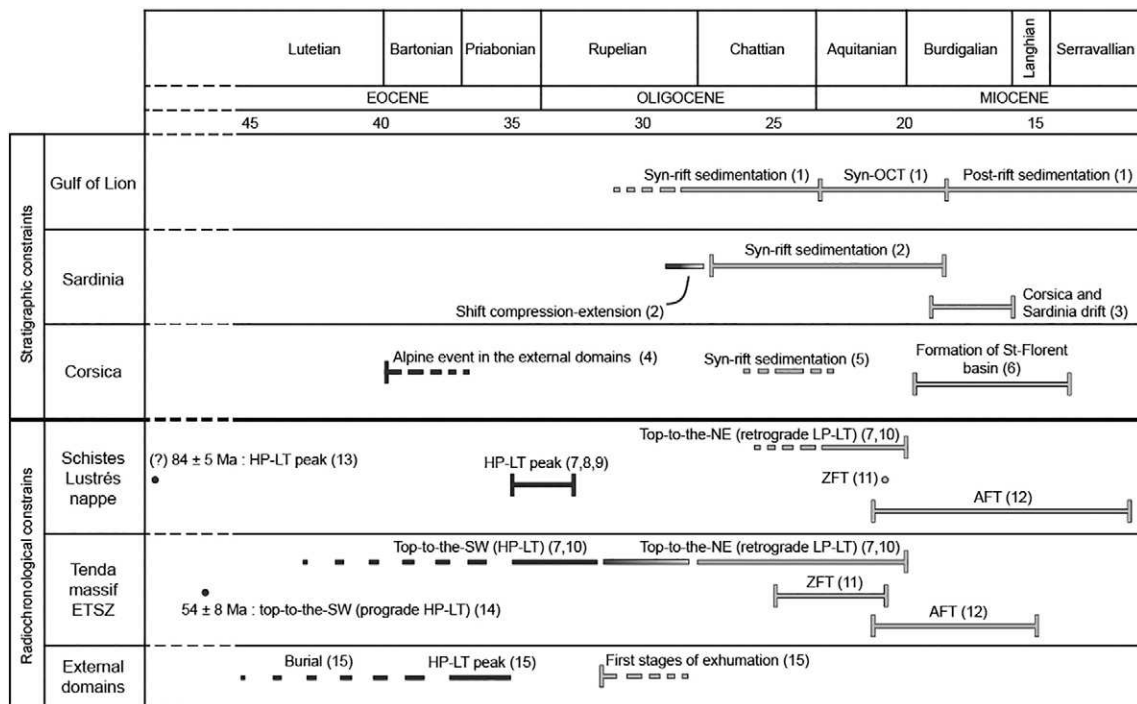 Lutetian Bartonian Priabonian Rupelian Chattian Aquitanian Burdigalian Langhian Serravallian
EOCENE OLIGOCENE MIOCENE
45 40 35 30 25 20 15
Stratigraphic constraints
Gulf of Lion
Syn-rift sedimentation (1) Syn-OCT (1) Post-rift sedimentation (1)
Sardinia
Syn-rift sedimentation (2)
Shift compression-extension (2)
Corsica and
Sardinia drift (3)
Corsica
Alpine event in the external domains (4)
Syn-rift sedimentation (5)
Formation of St-Florent
basin (6)
Radiochronological constrains
Schistes
Lustrés
nappe
(?) 84 ± 5 Ma : HP-LT peak (13)
HP-LT peak (7,8,9)
Top-to-the-NE (retrograde LP-LT) (7,10)
ZFT (11)
AFT (12)
Tenda
massif
ETSZ
Top-to-the-SW (HP-LT) (7,10)
Top-to-the-NE (retrograde LP-LT) (7,10)
54 ± 8 Ma : top-to-the-SW (prograde HP-LT) (14)
ZFT (11)
AFT (12)
External
domains
Burial (15)
HP-LT peak (15)
First stages of exhumation (15)